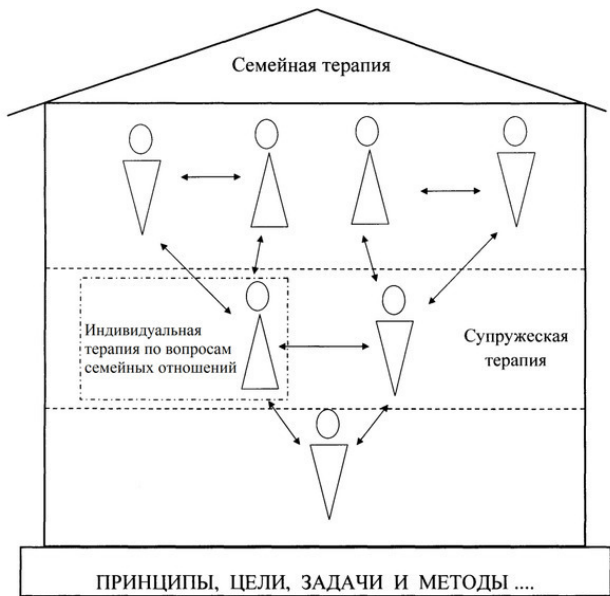 Семейная терапия
Индивидуальная
терапия по вопросам
семейных отношений
Супружеская
терапия
ПРИНЦИПЫ, ЦЕЛИ, ЗАДАЧИ И МЕТОДЫ ....